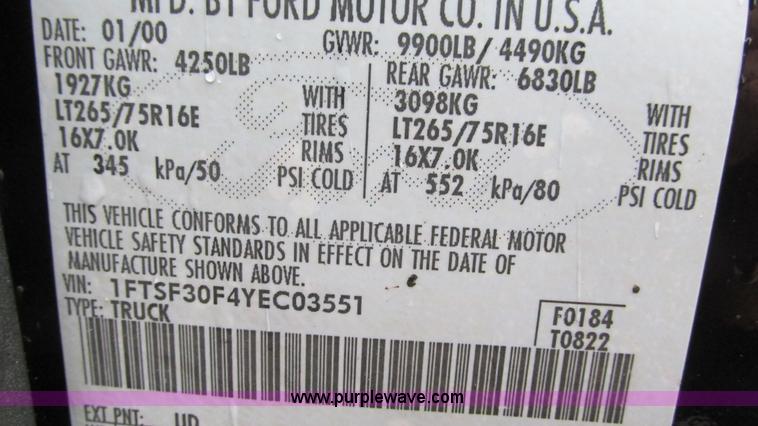 MFD. BY FORD MOTOR CO. IN U.S.A.
DATE: 01/00 GVWR: 9900LB/ 4490KG
FRONT GAWR: 4250LB REAR GAWR: 6830LB
1927KG WITH 3098KG WITH
LT265/75R16E TIRES LT265/75R16E TIRES
16X7.0K RIMS 16X7.0K RIMS
AT 345 kPa/50 PSI COLD AT 552 kPa/80 PSI COLD
THIS VEHICLE CONFORMS TO ALL APPLICABLE FEDERAL MOTOR
VEHICLE SAFETY STANDARDS IN EFFECT ON THE DATE OF
MANUFACTURE SHOWN ABOVE.
VIN: 1FTSF30F4YEC03551
TYPE: TRUCK
F0184
T0822
www.purplewave.com
EXT PNT: UD